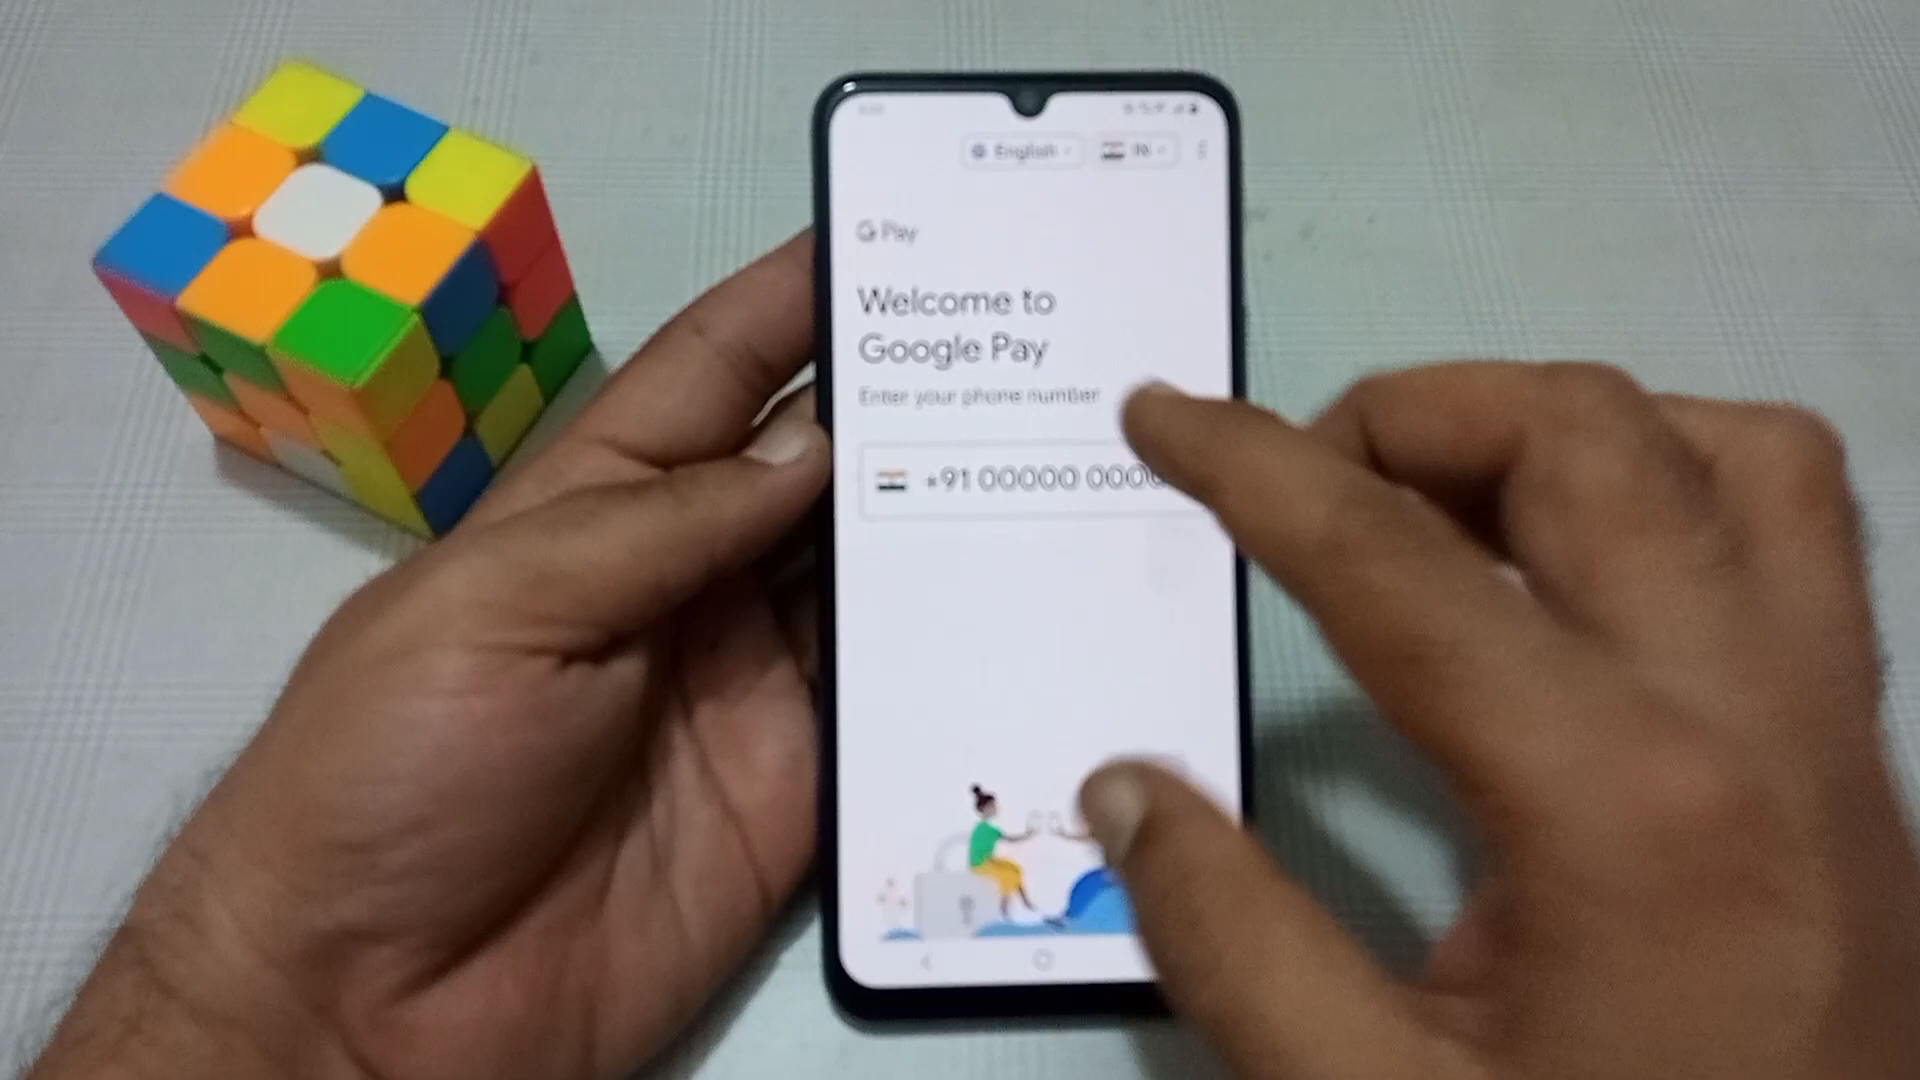 English
IN
G Pay
Welcome to
Google Pay
Enter your phone number
+91 00000 0000